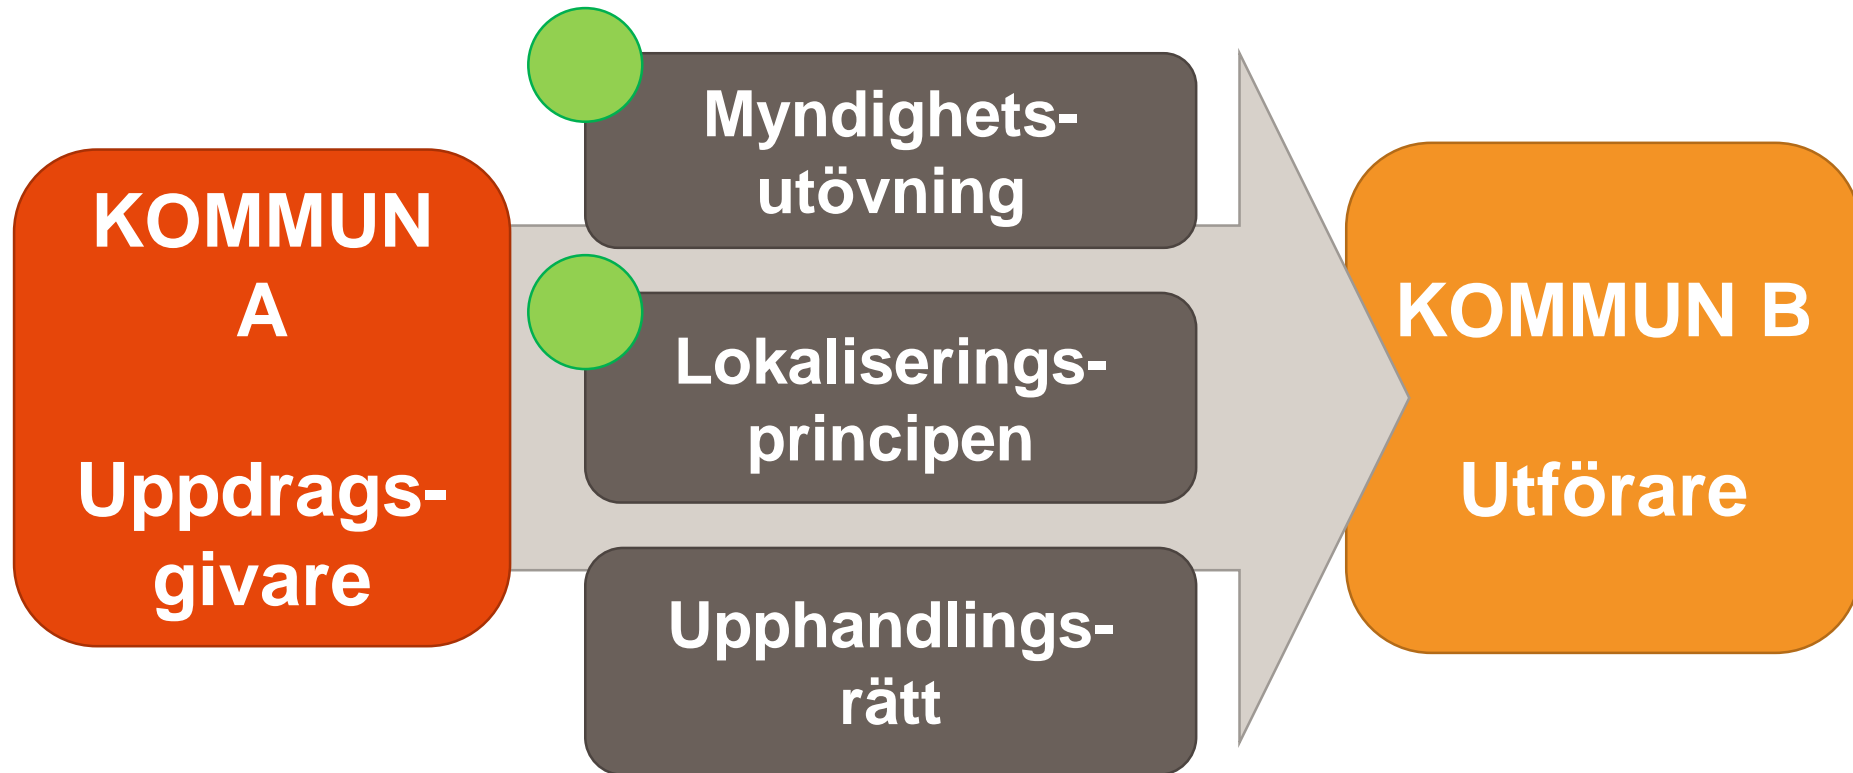 KOMMUN
A
Uppdrags-
givare
Myndighets-
utövning
Lokaliserings-
principen
Upphandlings-
rätt
KOMMUN B
Utförare